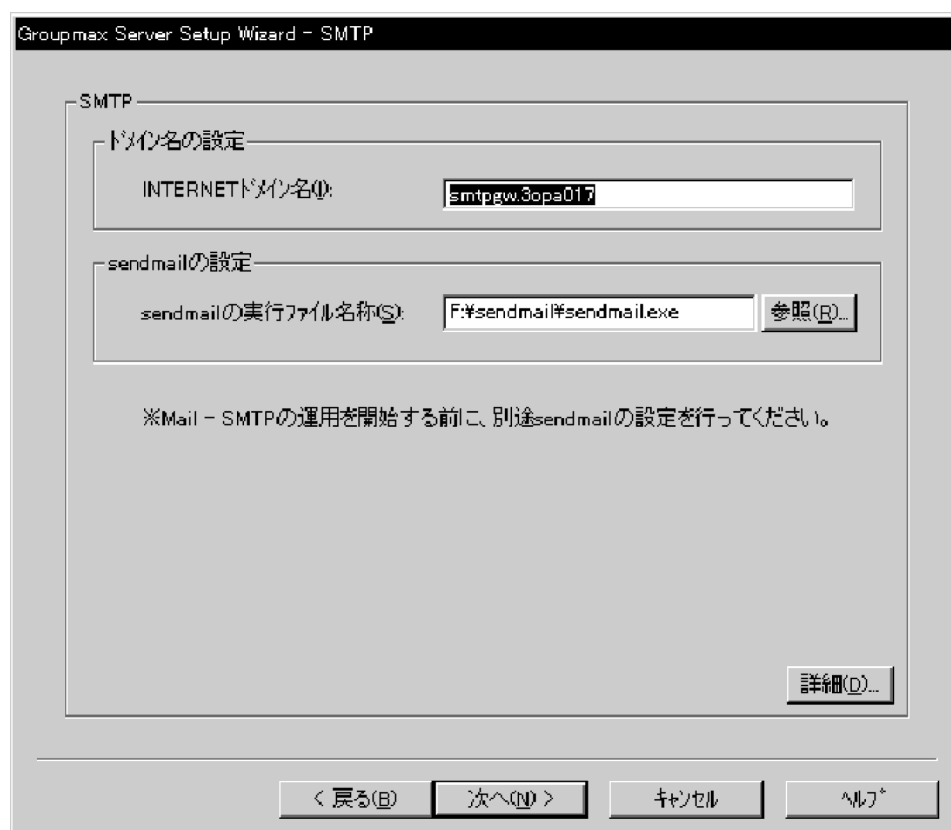 Groupmax Server Setup Wizard - SMTP
SMTP
ドメイン名の設定
INTERNETドメイン名(I): smtpgw.3opa017
sendmailの設定
sendmailの実行ファイル名称(S): F:¥sendmail¥sendmail.exe 参照(R)...
※Mail - SMTPの運用を開始する前に、別途sendmailの設定を行ってください。
詳細(D)...
< 戻る(B) 次へ(N) > キャンセル ヘルプ